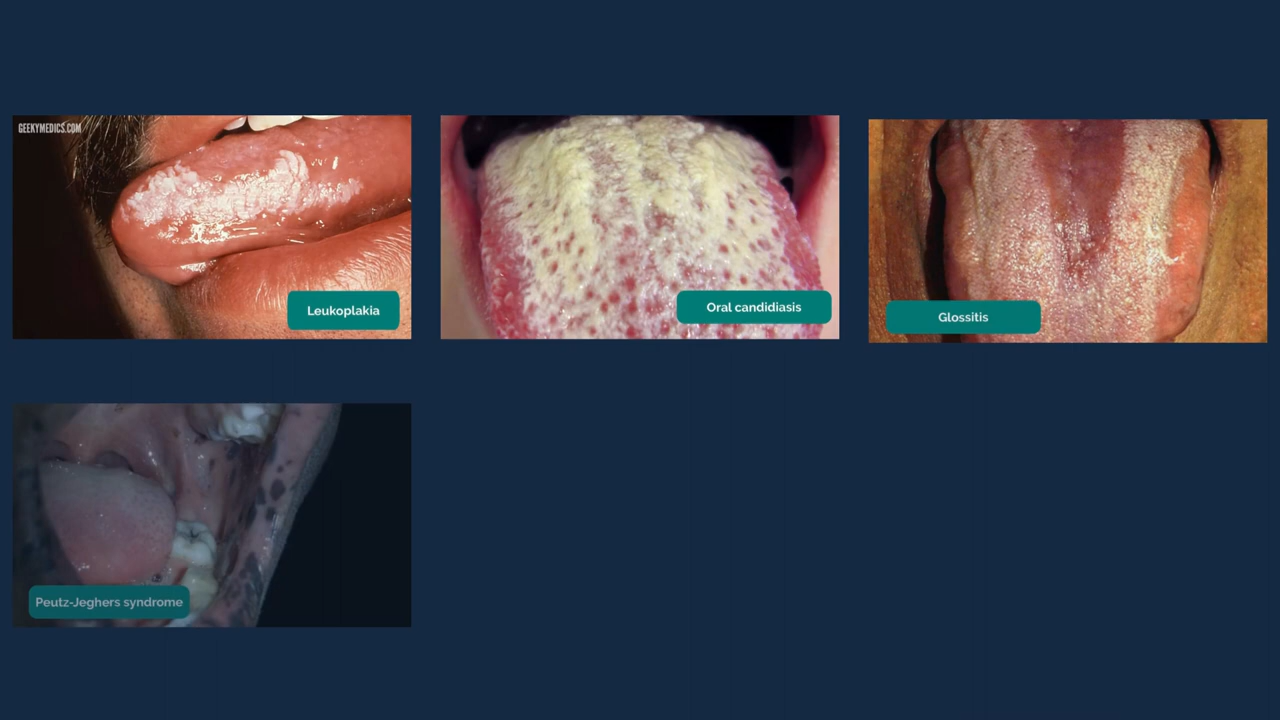 GEEKYMEDICS.COM
Leukoplakia
Oral candidiasis
Glossitis
Peutz-Jeghers syndrome